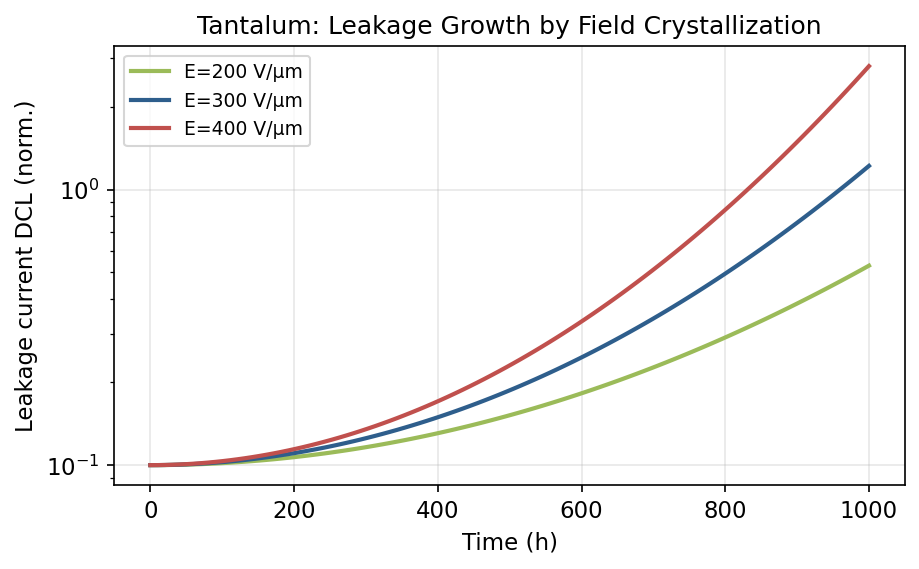 Tantalum: Leakage Growth by Field Crystallization
E=200 V/μm
E=300 V/μm
E=400 V/μm
Leakage current DCL (norm.)
10⁰
10⁻¹
0 200 400 600 800 1000
Time (h)